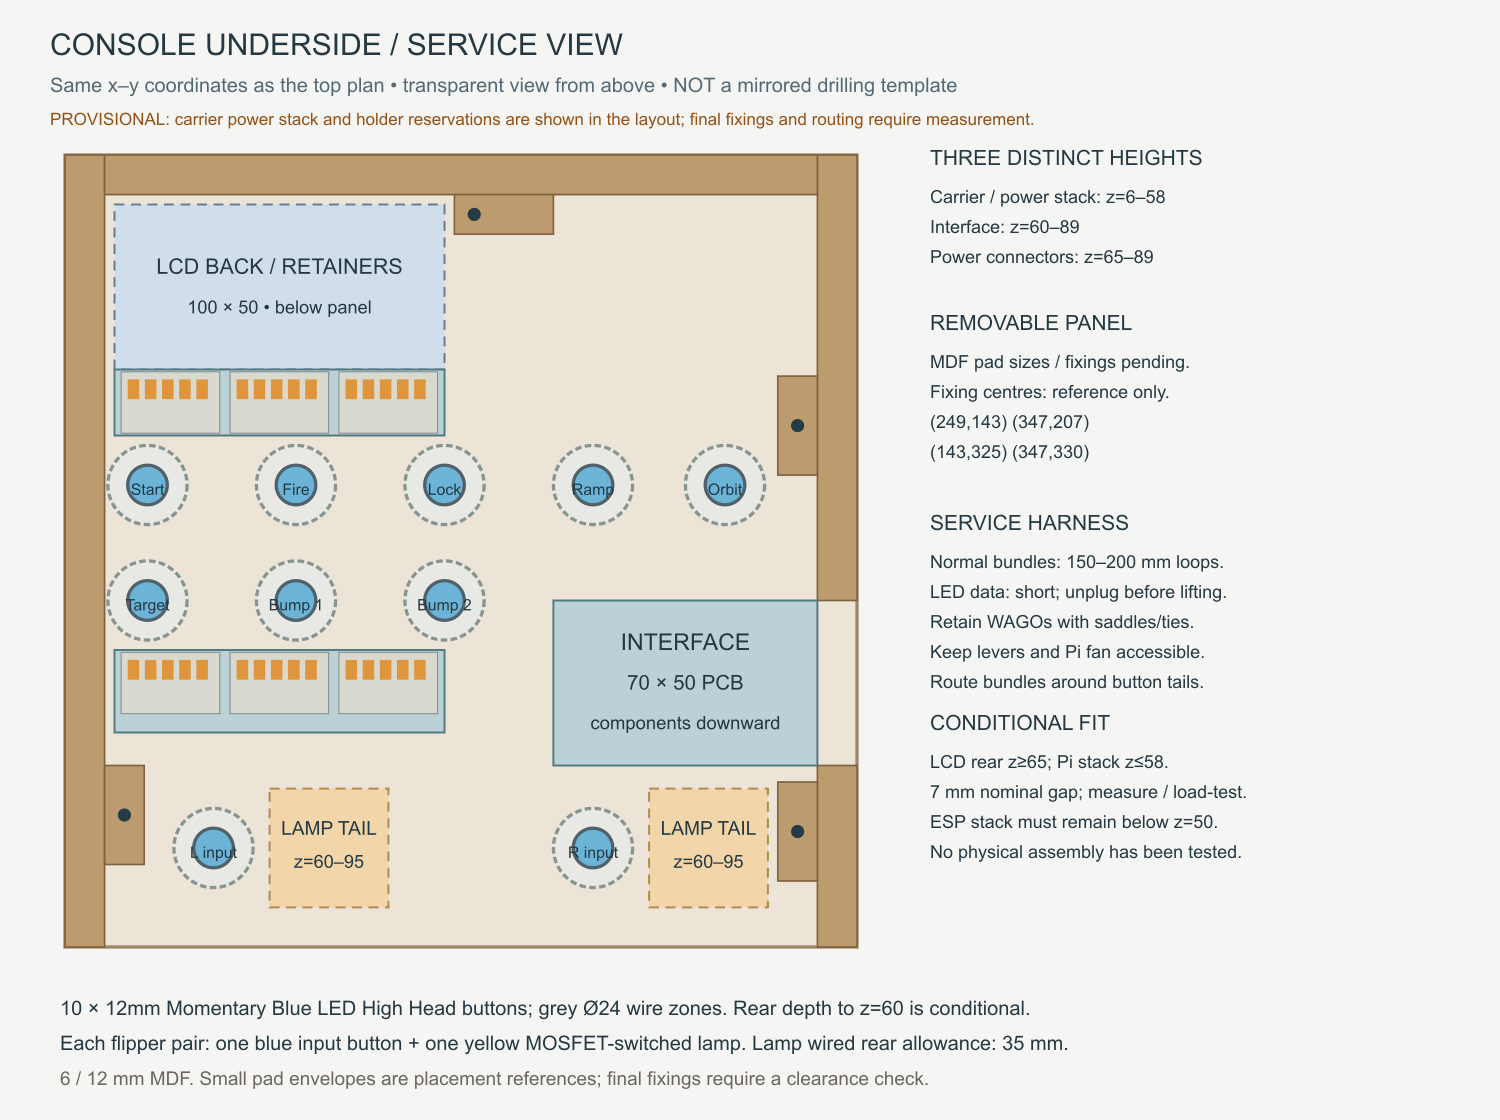 CONSOLE UNDERSIDE / SERVICE VIEW
Same x–y coordinates as the top plan • transparent view from above • NOT a mirrored drilling template
PROVISIONAL: carrier power stack and holder reservations are shown in the layout; final fixings and routing require measurement.
LCD BACK / RETAINERS
100 × 50 • below panel
Start
Fire
Lock
Ramp
Orbit
Target
Bump 1
Bump 2
INTERFACE
70 × 50 PCB
components downward
L input
LAMP TAIL
z=60–95
R input
LAMP TAIL
z=60–95
THREE DISTINCT HEIGHTS
Carrier / power stack: z=6–58
Interface: z=60–89
Power connectors: z=65–89
REMOVABLE PANEL
MDF pad sizes / fixings pending.
Fixing centres: reference only.
(249,143) (347,207)
(143,325) (347,330)
SERVICE HARNESS
Normal bundles: 150–200 mm loops.
LED data: short; unplug before lifting.
Retain WAGOs with saddles/ties.
Keep levers and Pi fan accessible.
Route bundles around button tails.
CONDITIONAL FIT
LCD rear z≥65; Pi stack z≤58.
7 mm nominal gap; measure / load-test.
ESP stack must remain below z=50.
No physical assembly has been tested.
10 × 12mm Momentary Blue LED High Head buttons; grey Ø24 wire zones. Rear depth to z=60 is conditional.
Each flipper pair: one blue input button + one yellow MOSFET-switched lamp. Lamp wired rear allowance: 35 mm.
6 / 12 mm MDF. Small pad envelopes are placement references; final fixings require a clearance check.